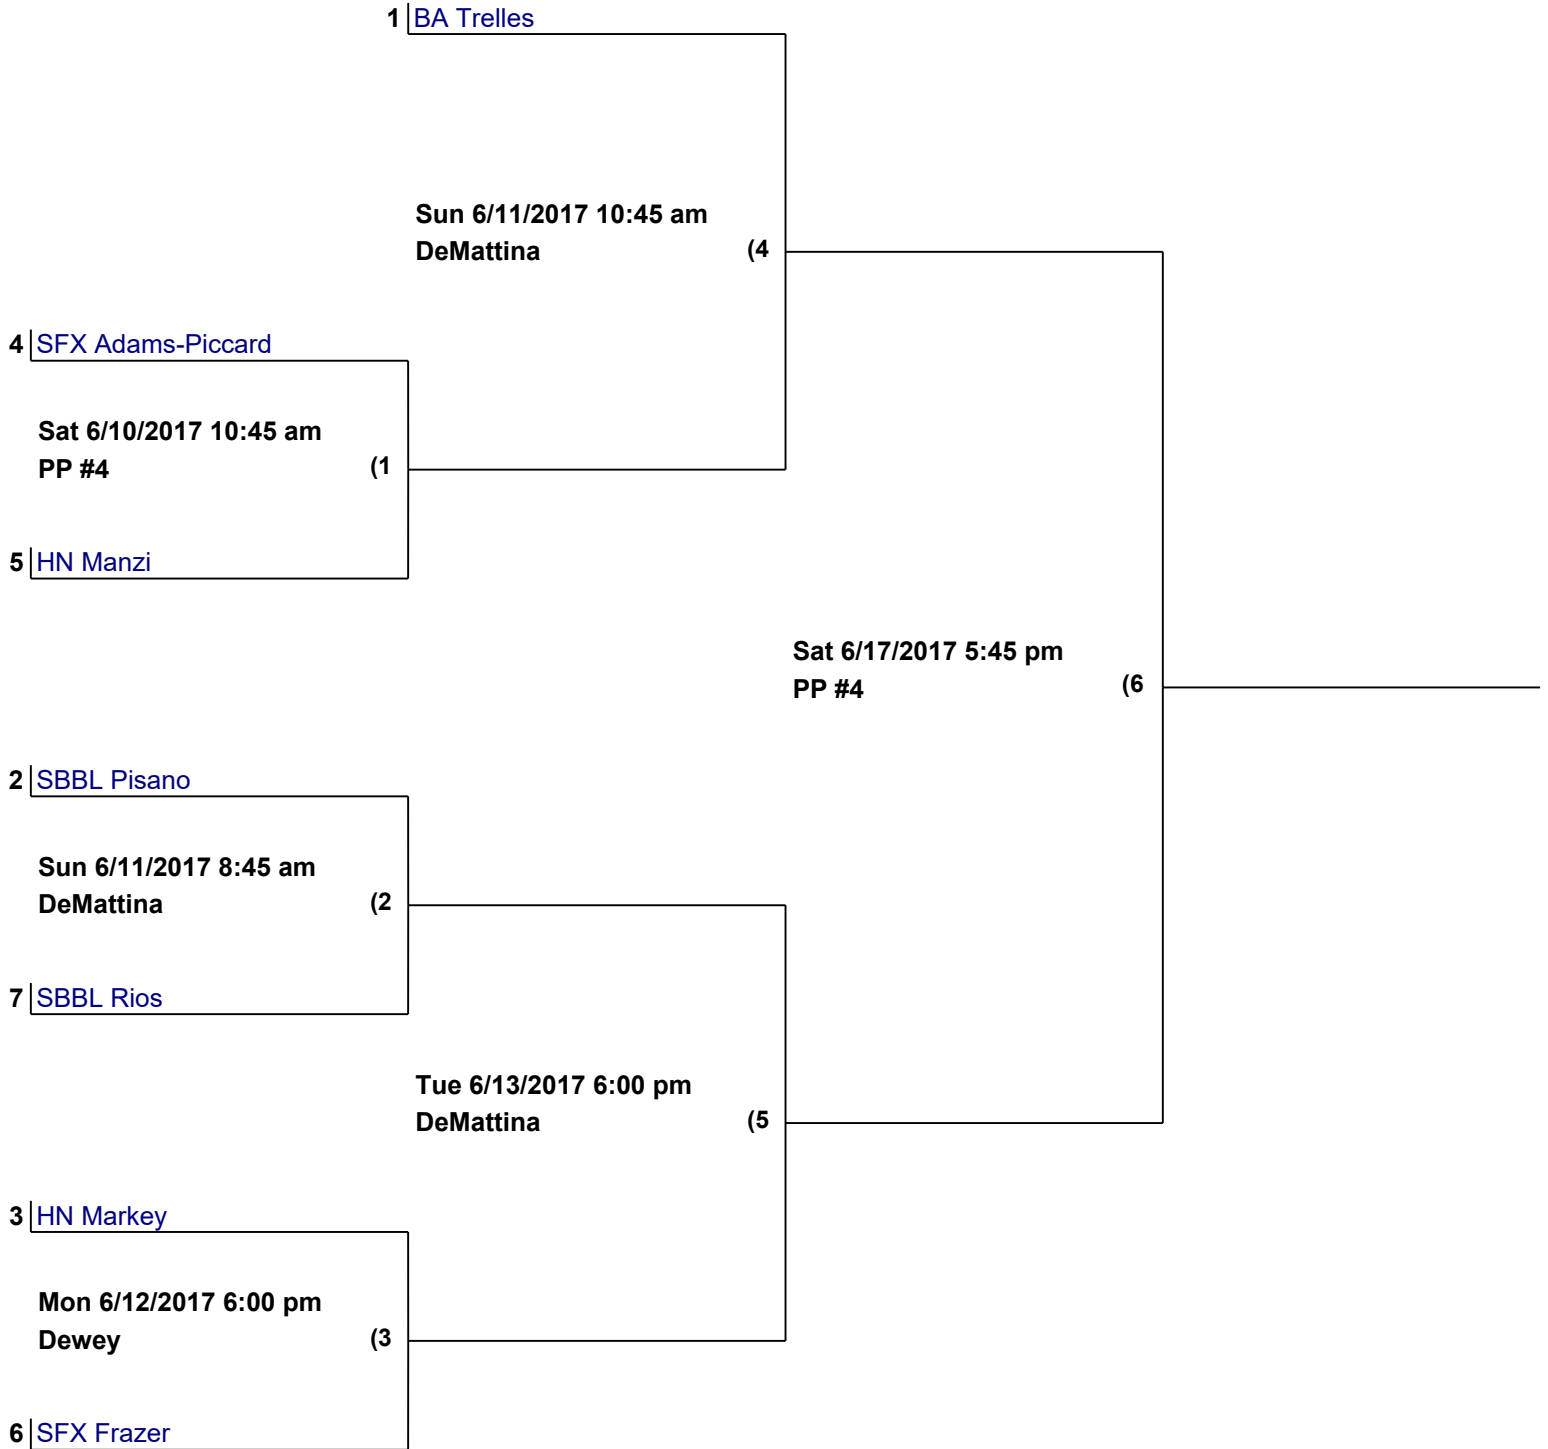 1 BA Trelles
Sun 6/11/2017 10:45 am
DeMattina (4
4 SFX Adams-Piccard
Sat 6/10/2017 10:45 am
PP #4 (1
5 HN Manzi
Sat 6/17/2017 5:45 pm
PP #4 (6
2 SBBL Pisano
Sun 6/11/2017 8:45 am
DeMattina (2
7 SBBL Rios
Tue 6/13/2017 6:00 pm
DeMattina (5
3 HN Markey
Mon 6/12/2017 6:00 pm
Dewey (3
6 SFX Frazer